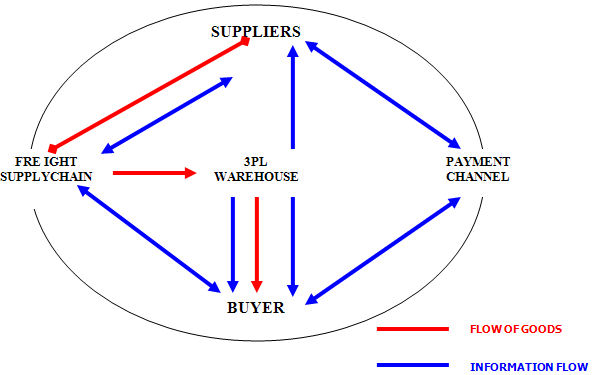 SUPPLIERS
FRE IGHT
SUPPLYCHAIN
3PL
WAREHOUSE
PAYMENT
CHANNEL
BUYER
FLOW OF GOODS
INFORMATION FLOW